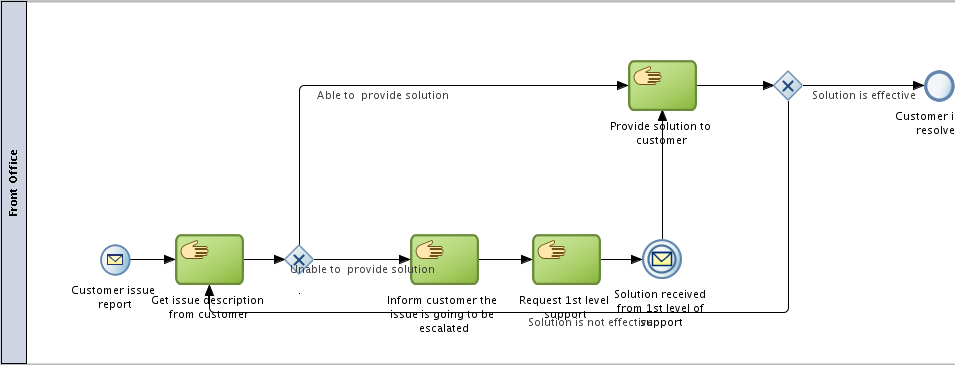 Front Office
Able to provide solution
Solution is effective
Provide solution to
customer
Customer i
resolve
Unable to provide solution
.
Customer issue
report
Get issue description
from customer
Inform customer the
issue is going to be
escalated
Request 1st level
support
Solution received
from 1st level of
support
Solution is not effective